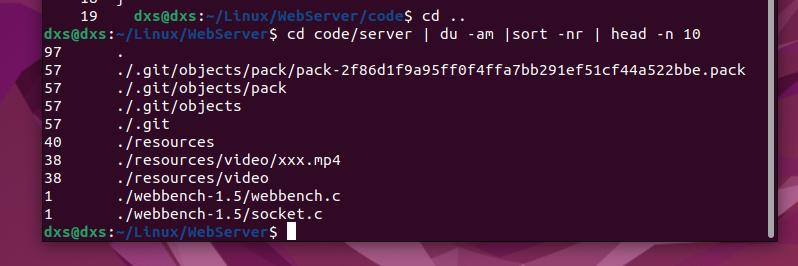 19 dxs@dxs:~/Linux/WebServer/code$ cd ..
dxs@dxs:~/Linux/WebServer$ cd code/server | du -am |sort -nr | head -n 10
97 .
57 ./.git/objects/pack/pack-2f86d1f9a95ff0f4ffa7bb291ef51cf44a522bbe.pack
57 ./.git/objects/pack
57 ./.git/objects
57 ./.git
40 ./resources
38 ./resources/video/xxx.mp4
38 ./resources/video
1 ./webbench-1.5/webbench.c
1 ./webbench-1.5/socket.c
dxs@dxs:~/Linux/WebServer$